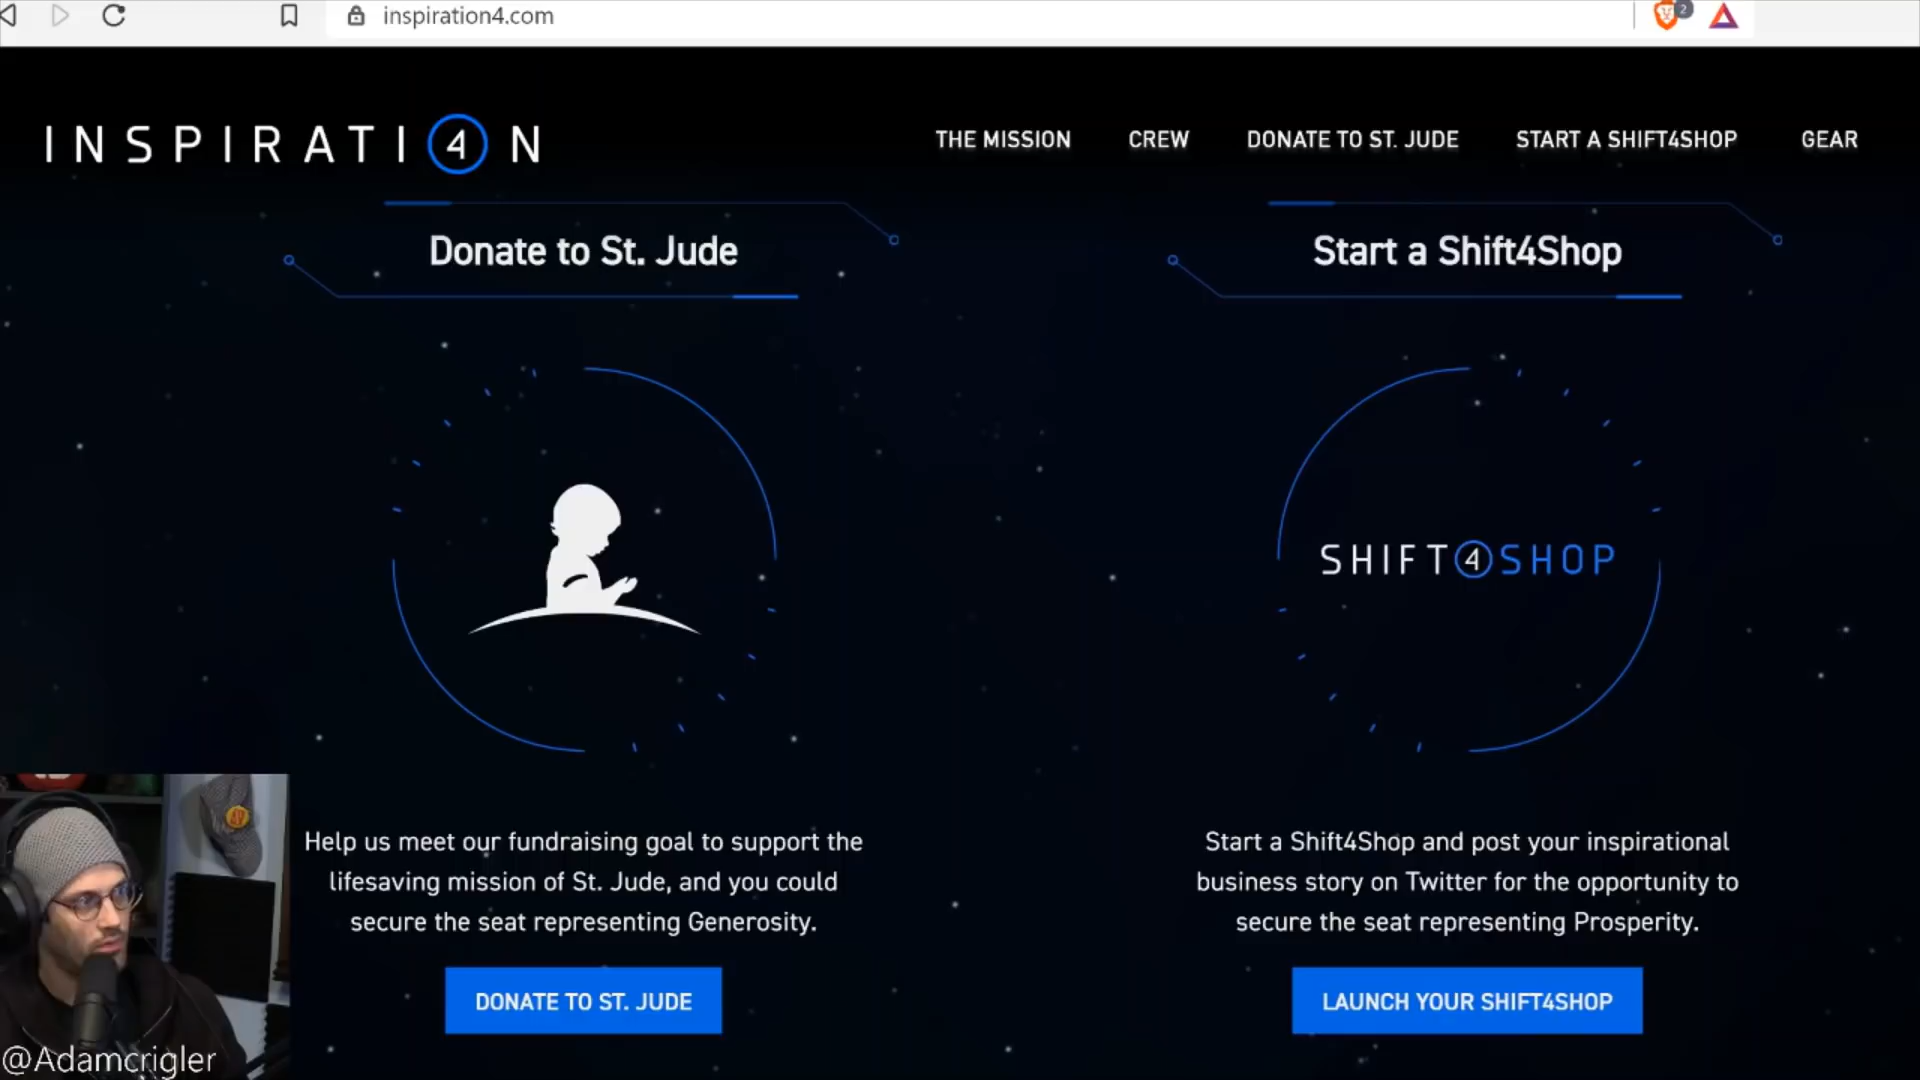 inspiration4.com
2
INSPIRATI4N
THE MISSION CREW DONATE TO ST. JUDE START A SHIFT4SHOP GEAR
Donate to St. Jude
Start a Shift4Shop
SHIFT4SHOP
Help us meet our fundraising goal to support the
lifesaving mission of St. Jude, and you could
secure the seat representing Generosity.
Start a Shift4Shop and post your inspirational
business story on Twitter for the opportunity to
secure the seat representing Prosperity.
DONATE TO ST. JUDE
LAUNCH YOUR SHIFT4SHOP
@Adamcrigler